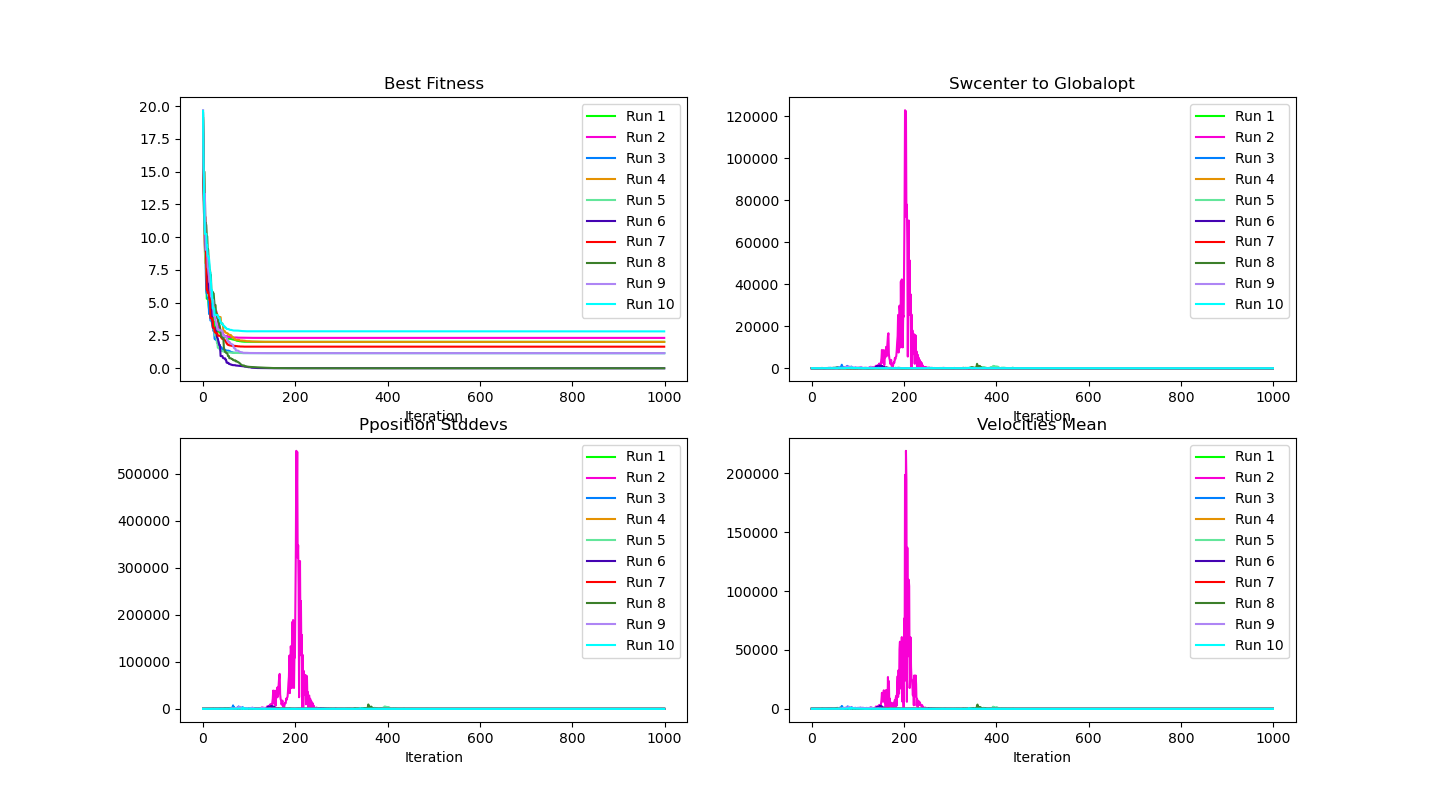 Best Fitness
20.0
17.5
15.0
12.5
10.0
7.5
5.0
2.5
0.0
0 200 400 600 800 1000
Iteration
Run 1
Run 2
Run 3
Run 4
Run 5
Run 6
Run 7
Run 8
Run 9
Run 10
Swcenter to Globalopt
120000
100000
80000
60000
40000
20000
0
0 200 400 600 800 1000
Iteration
Run 1
Run 2
Run 3
Run 4
Run 5
Run 6
Run 7
Run 8
Run 9
Run 10
Pposition Stddevs
500000
400000
300000
200000
100000
0
0 200 400 600 800 1000
Iteration
Run 1
Run 2
Run 3
Run 4
Run 5
Run 6
Run 7
Run 8
Run 9
Run 10
Velocities Mean
200000
150000
100000
50000
0
0 200 400 600 800 1000
Iteration
Run 1
Run 2
Run 3
Run 4
Run 5
Run 6
Run 7
Run 8
Run 9
Run 10